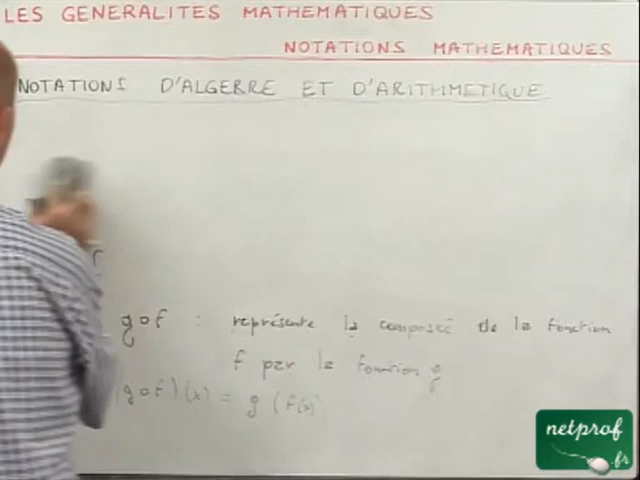 LES GENERALITES MATHEMATIQUES
NOTATIONS MATHEMATIQUES
NOTATIONS D'ALGEBRE ET D'ARITHMETIQUE
gof : représente la composée de la fonction
f par la fonction g
(gof)(x) = g(f(x)
netprof
.fr